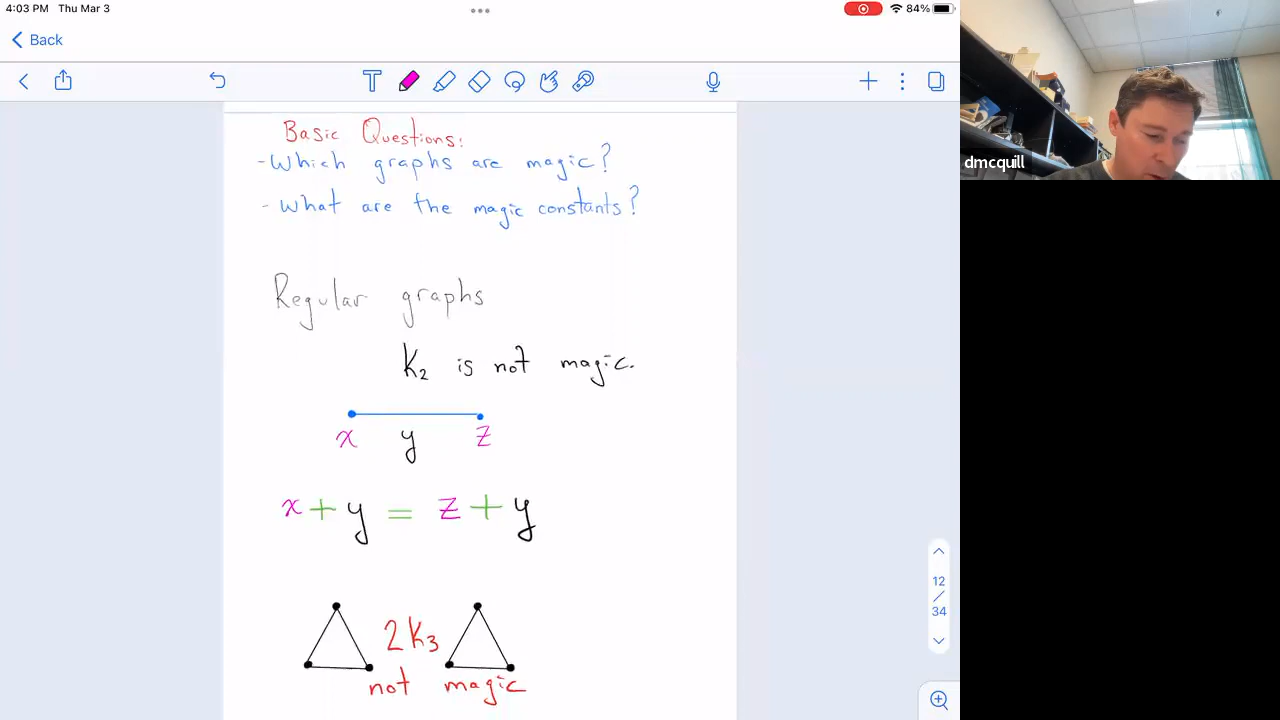 4:03 PM Thu Mar 3
84%
Back
T
dmcquill
Basic Questions:
-Which graphs are magic?
-What are the magic constants?
Regular graphs
K2 is not magic.
x y z
x + y = z + y
2K3
not magic
12
/
34